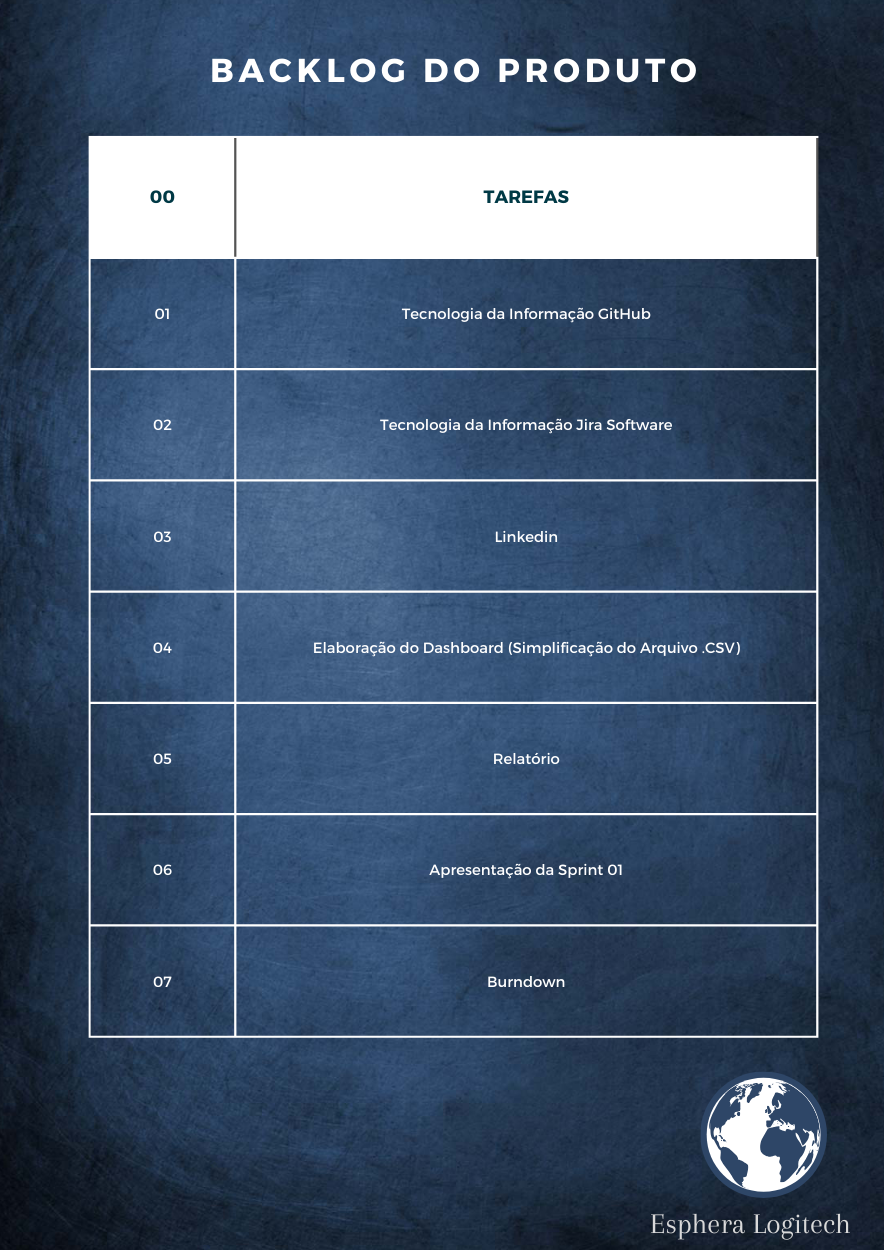 BACKLOG DO PRODUTO
00
TAREFAS
01
Tecnologia da Informação GitHub
02
Tecnologia da Informação Jira Software
03
Linkedin
04
Elaboração do Dashboard (Simplificação do Arquivo .CSV)
05
Relatório
06
Apresentação da Sprint 01
07
Burndown
Esphera Logitech